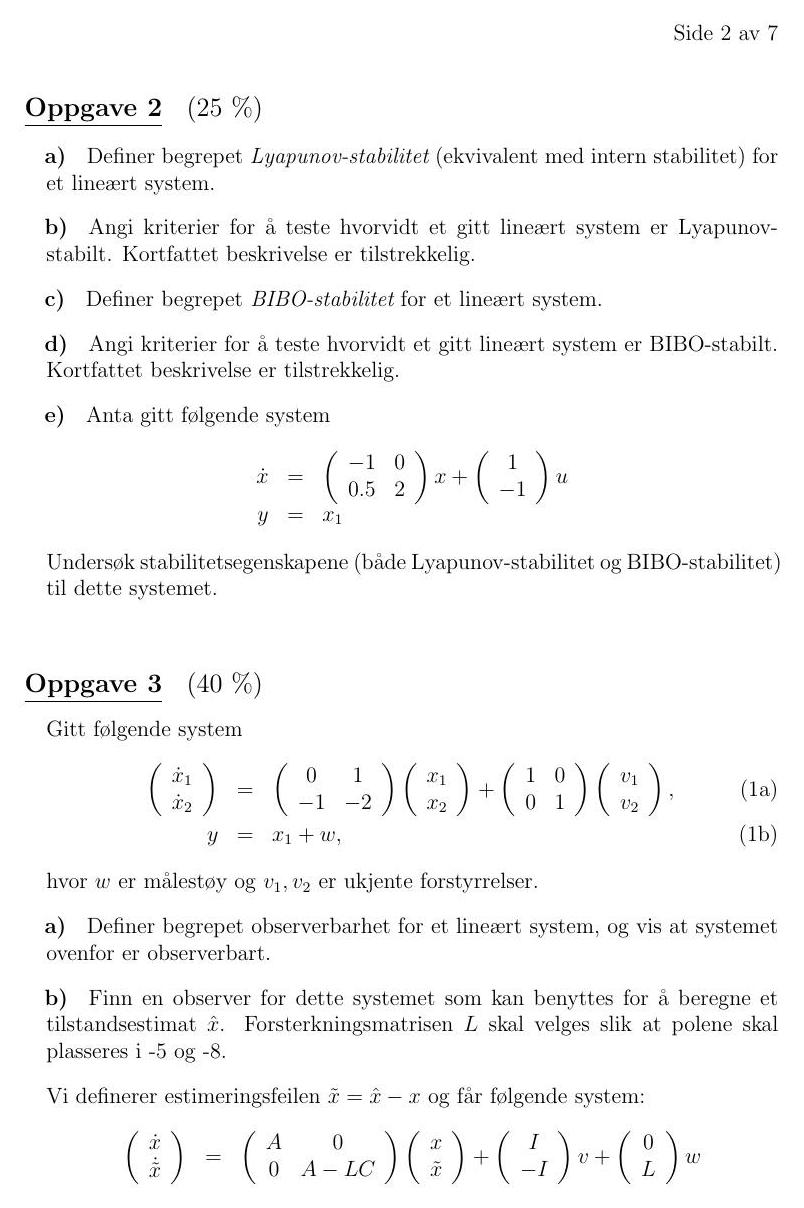 Side 2 av 7
Oppgave 2 (25 %)
a) Definer begrepet Lyapunov-stabilitet (ekvivalent med intern stabilitet) for
et lineært system.
b) Angi kriterier for å teste hvorvidt et gitt lineært system er Lyapunov-
stabilt. Kortfattet beskrivelse er tilstrekkelig.
c) Definer begrepet BIBO-stabilitet for et lineært system.
d) Angi kriterier for å teste hvorvidt et gitt lineært system er BIBO-stabilt.
Kortfattet beskrivelse er tilstrekkelig.
e) Anta gitt følgende system
ẋ = ( −1 0 ; 0.5 2 ) x + ( 1 ; −1 ) u
y = x₁
Undersøk stabilitetsegenskapene (både Lyapunov-stabilitet og BIBO-stabilitet)
til dette systemet.
Oppgave 3 (40 %)
Gitt følgende system
( ẋ₁ ; ẋ₂ ) = ( 0 1 ; −1 −2 ) ( x₁ ; x₂ ) + ( 1 0 ; 0 1 ) ( v₁ ; v₂ ), (1a)
y = x₁ + w, (1b)
hvor w er målestøy og v₁, v₂ er ukjente forstyrrelser.
a) Definer begrepet observerbarhet for et lineært system, og vis at systemet
ovenfor er observerbart.
b) Finn en observer for dette systemet som kan benyttes for å beregne et
tilstandsestimat x̂. Forsterkningsmatrisen L skal velges slik at polene skal
plasseres i -5 og -8.
Vi definerer estimeringsfeilen x̃ = x̂ − x og får følgende system:
( ẋ ; x̃̇ ) = ( A 0 ; 0 A − LC ) ( x ; x̃ ) + ( I ; −I ) v + ( 0 ; L ) w